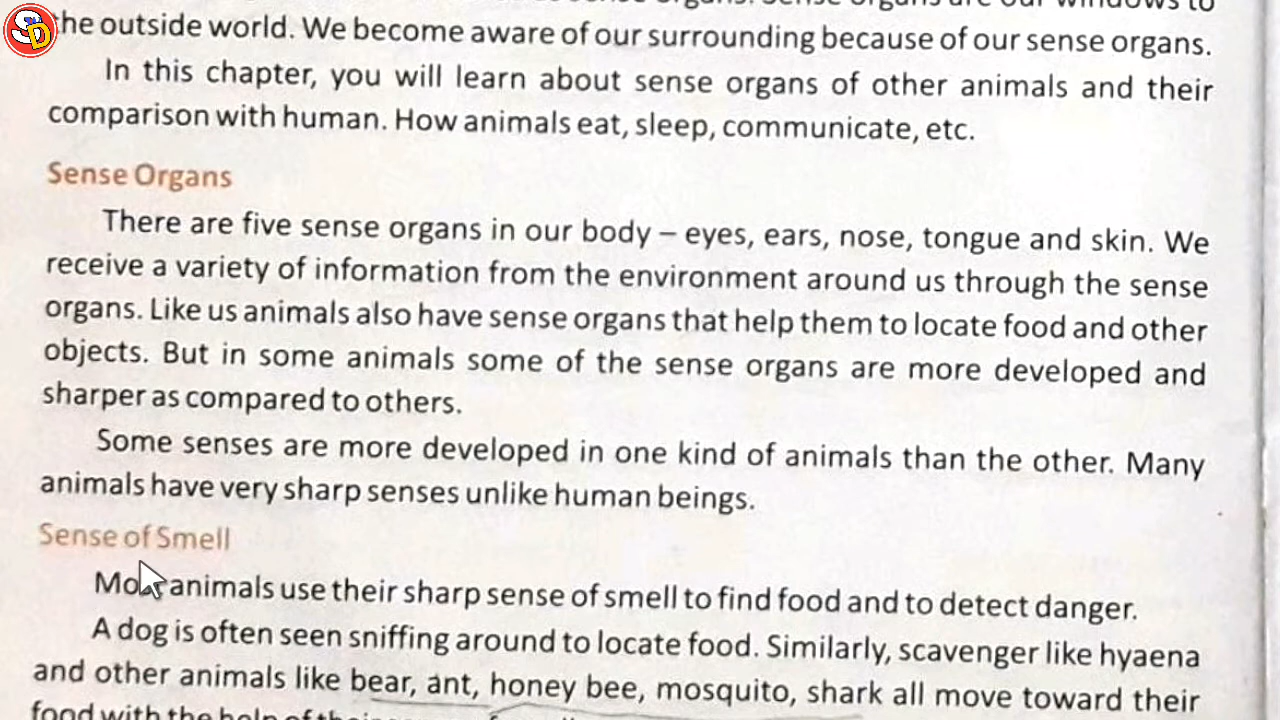 SD
the outside world. We become aware of our surrounding because of our sense organs.
In this chapter, you will learn about sense organs of other animals and their
comparison with human. How animals eat, sleep, communicate, etc.
Sense Organs
There are five sense organs in our body – eyes, ears, nose, tongue and skin. We
receive a variety of information from the environment around us through the sense
organs. Like us animals also have sense organs that help them to locate food and other
objects. But in some animals some of the sense organs are more developed and
sharper as compared to others.
Some senses are more developed in one kind of animals than the other. Many
animals have very sharp senses unlike human beings.
Sense of Smell
animals use their sharp sense of smell to find food and to detect danger.
A dog is often seen sniffing around to locate food. Similarly, scavenger like hyaena
and other animals like bear, ant, honey bee, mosquito, shark all move toward their
food with the help of their